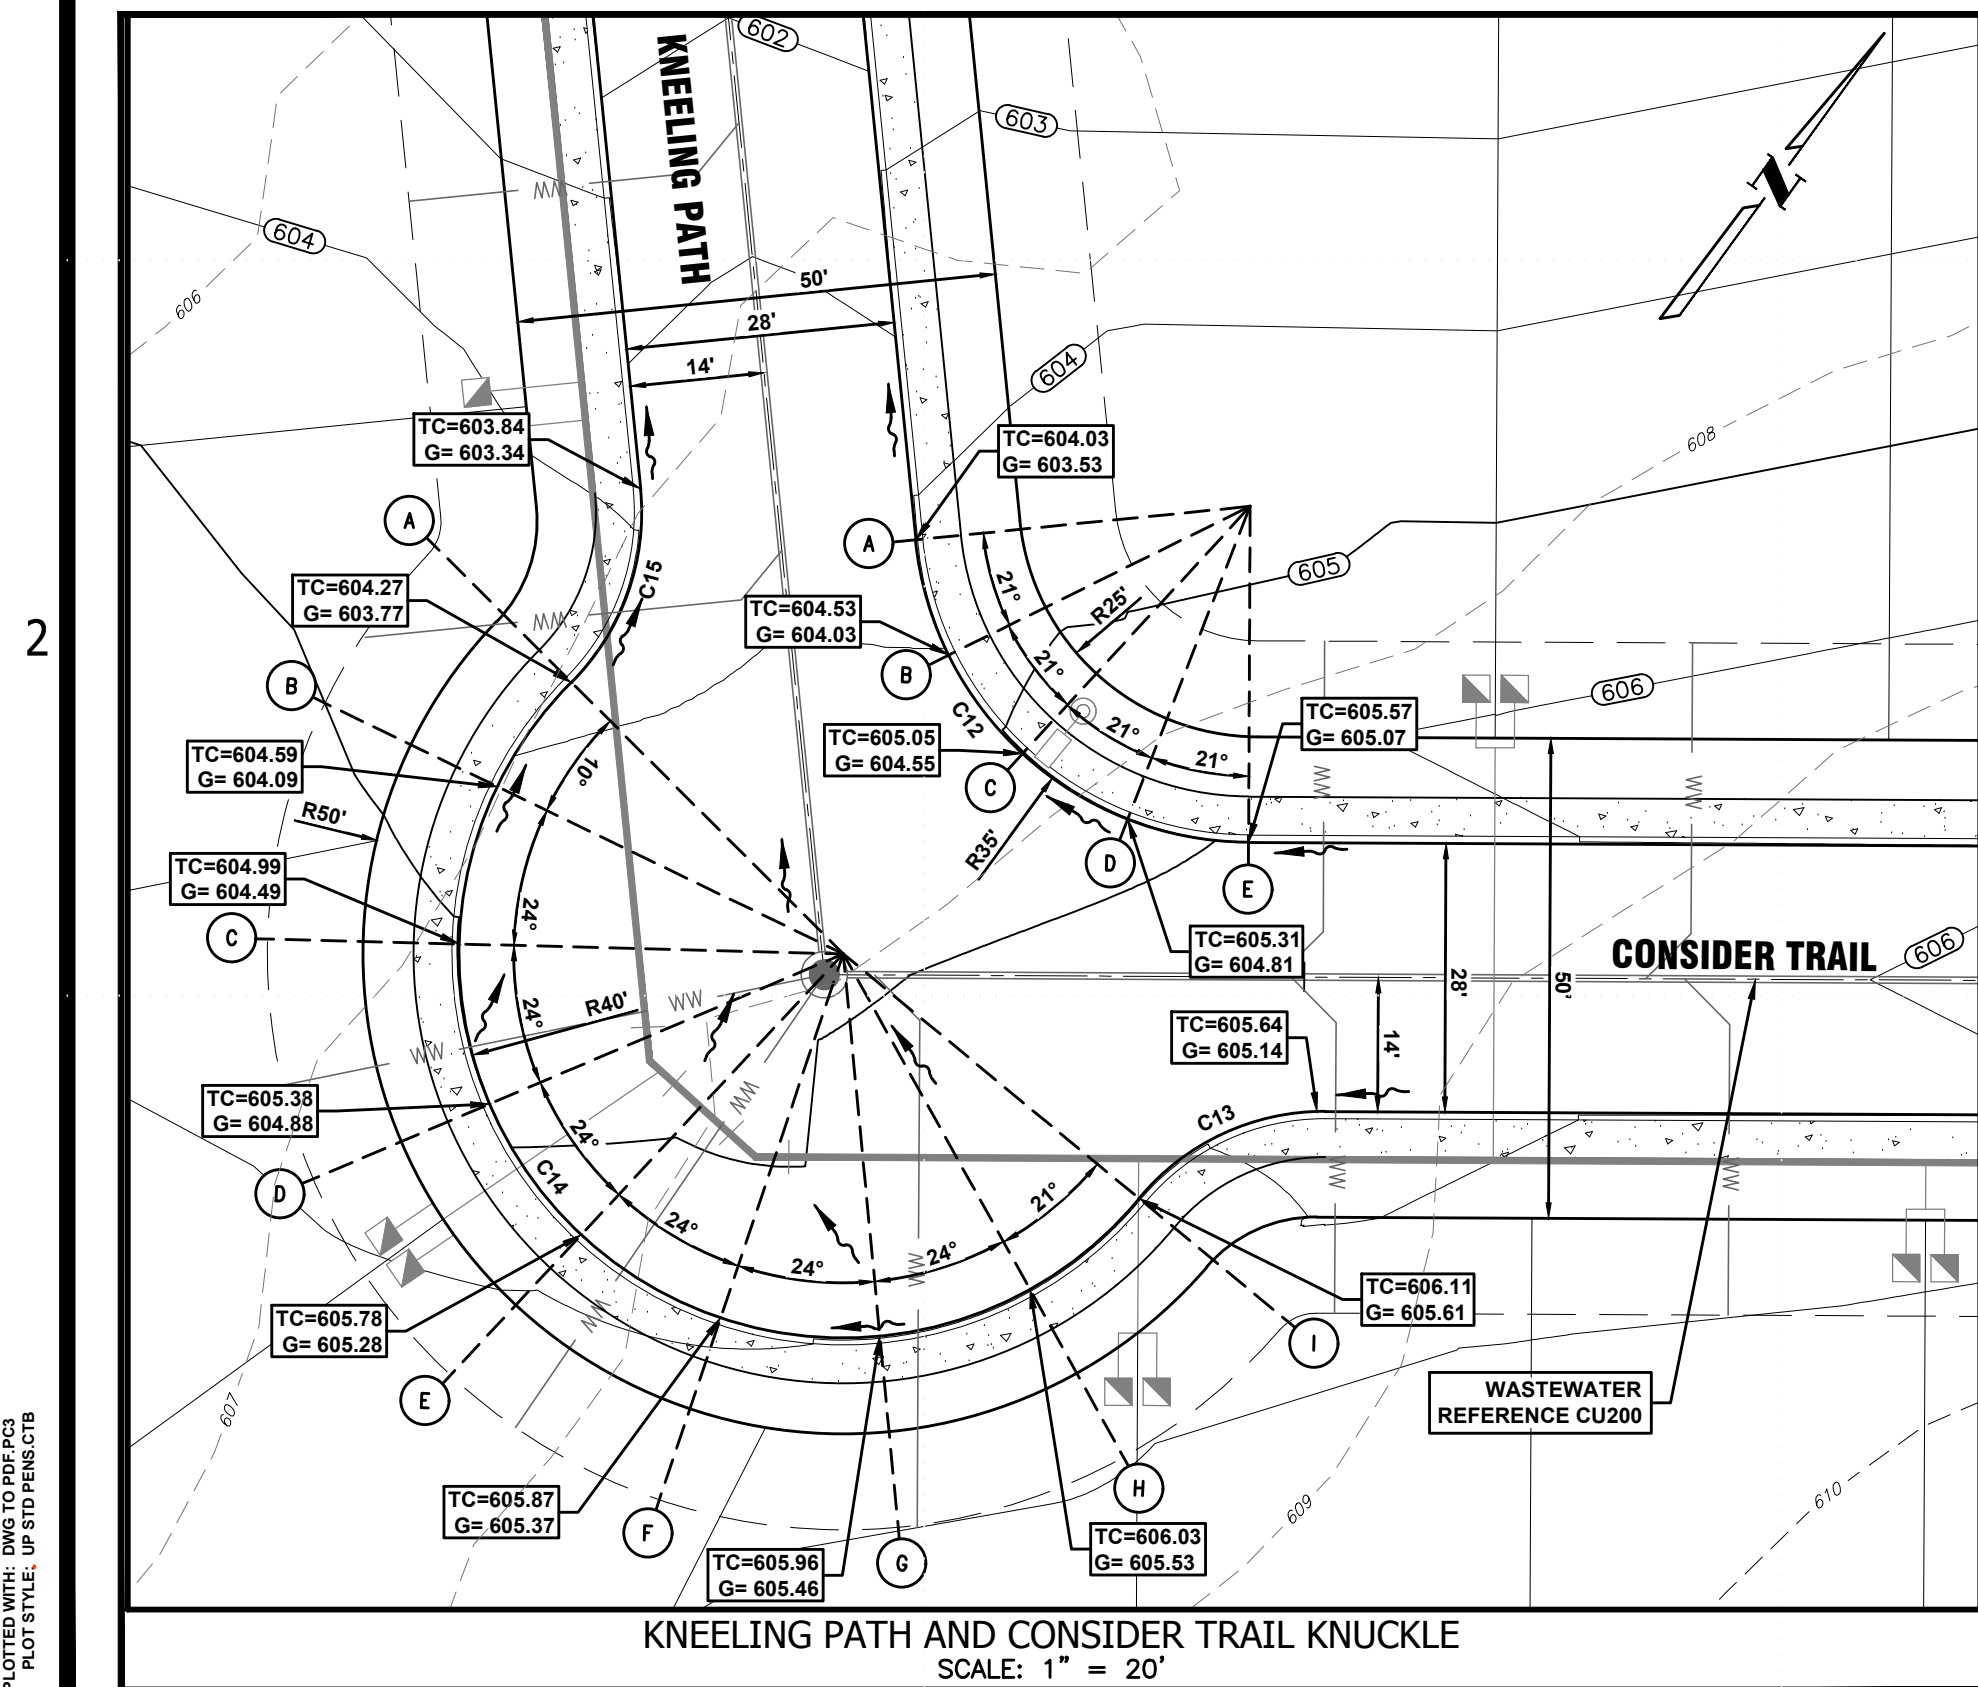 602
KNEELING PATH
603
604
606
50'
28'
14'
604
608
TC=603.84
G= 603.34
TC=604.03
G= 603.53
A
A
605
C15
21°
R25'
TC=604.27
G= 603.77
TC=604.53
G= 604.03
B
B
21°
606
C12
TC=605.57
G= 605.07
TC=604.59
G= 604.09
TC=605.05
G= 604.55
21°
21°
10°
C
R50'
R35'
D
E
TC=604.99
G= 604.49
24°
C
TC=605.31
G= 604.81
CONSIDER TRAIL
606
28'
50'
14'
R40'
WW
WW
WW
WW
WW
WW
24°
TC=605.64
G= 605.14
TC=605.38
G= 604.88
24°
C13
D
C14
24°
21°
24°
24°
TC=606.11
G= 605.61
TC=605.78
G= 605.28
I
E
607
WASTEWATER
REFERENCE CU200
TC=605.87
G= 605.37
F
H
609
610
TC=606.03
G= 605.53
TC=605.96
G= 605.46
G
N
2
KNEELING PATH AND CONSIDER TRAIL KNUCKLE
SCALE: 1" = 20'
PLOTTED WITH: DWG TO PDF.PC3
PLOT STYLE: UP STD PENS.CTB